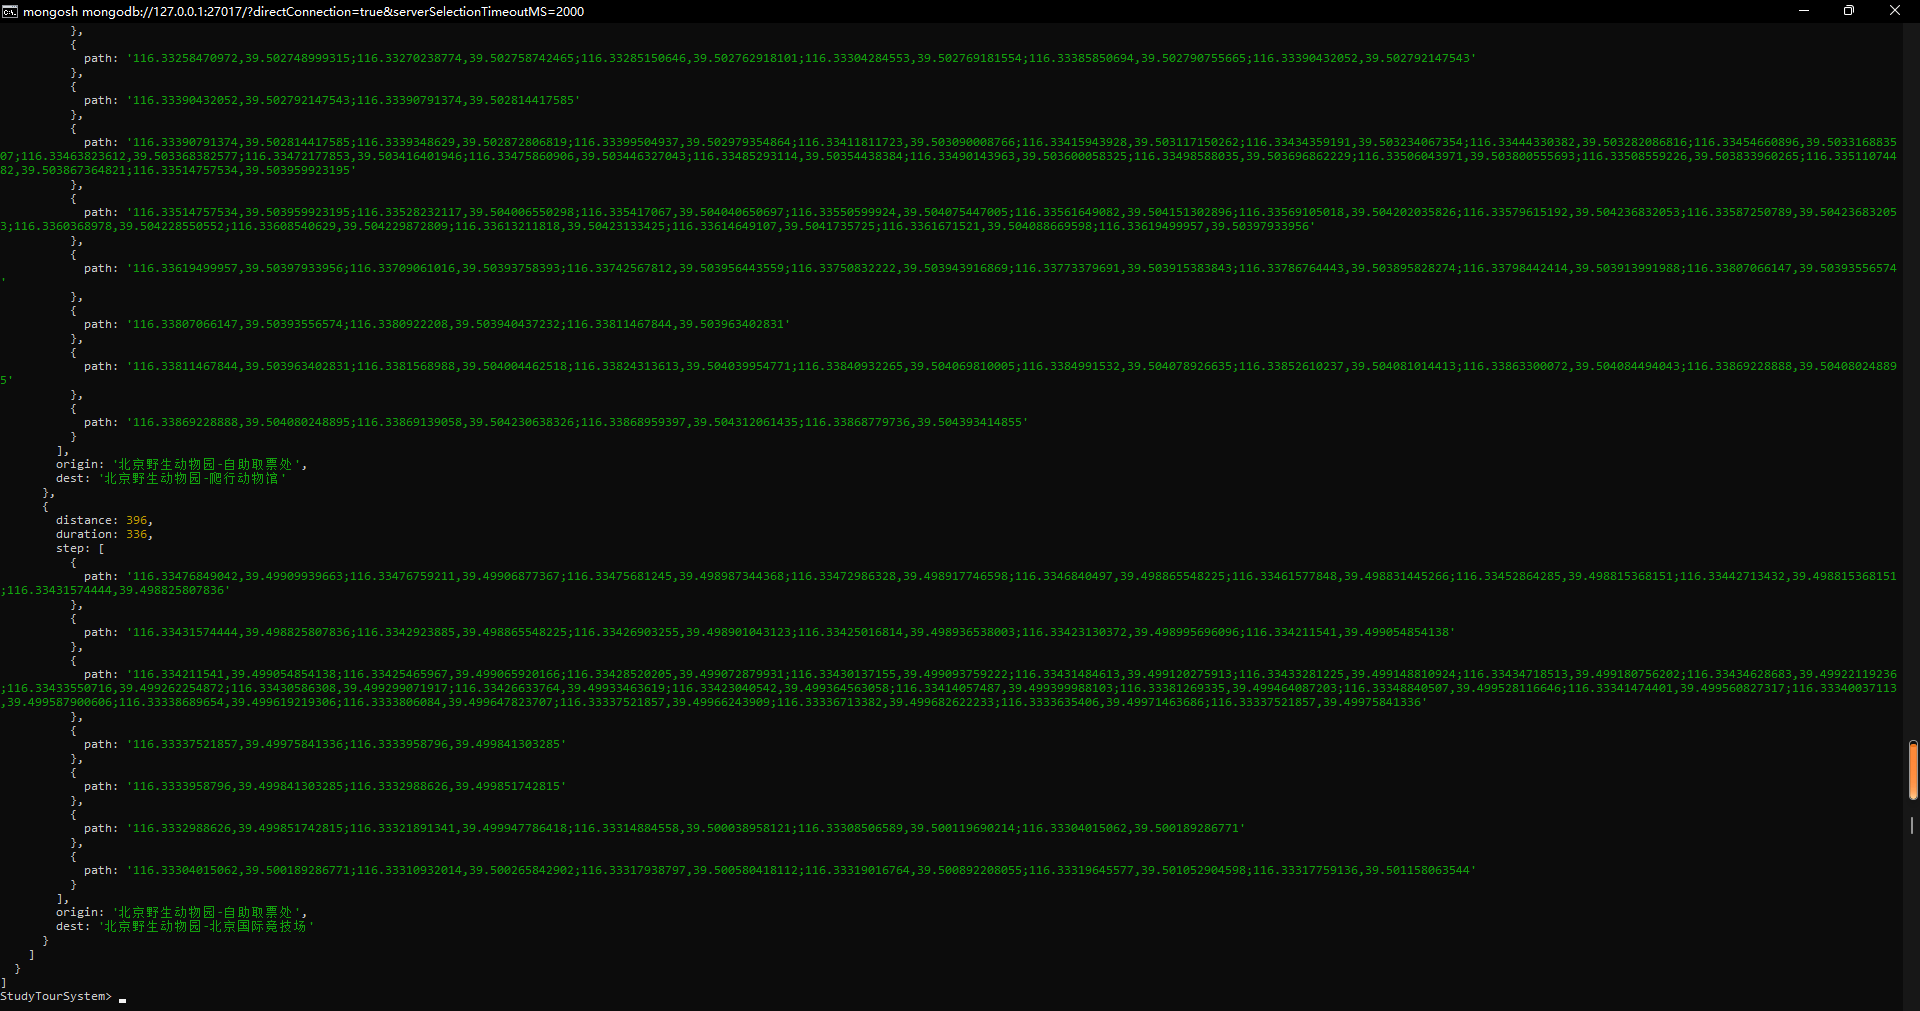 mongosh mongodb://127.0.0.1:27017/?directConnection=true&serverSelectionTimeoutMS=2000
},
{
path: '116.33258470972,39.502748999315;116.33270238774,39.502758742465;116.33285150646,39.502762918101;116.33304284553,39.502769181554;116.33385850694,39.502790755665;116.33390432052,39.502792147543'
},
{
path: '116.33390432052,39.502792147543;116.33390791374,39.502814417585'
},
{
path: '116.33390791374,39.502814417585;116.3339348629,39.502872806819;116.33399504937,39.502979354864;116.33411811723,39.503090008766;116.33415943928,39.503117150262;116.33434359191,39.503234067354;116.33444330382,39.503282086816;116.33454660896,39.5033168835
07;116.33463823612,39.503368382577;116.33472177853,39.503416401946;116.33475860906,39.503446327043;116.33485293114,39.50354438384;116.33490143963,39.503600058325;116.33498588035,39.503696862229;116.33506043971,39.503800555693;116.33508559226,39.503833960265;116.335110744
82,39.503867364821;116.33514757534,39.503959923195'
},
{
path: '116.33514757534,39.503959923195;116.33528232117,39.504006550298;116.335417067,39.504040650697;116.33550599924,39.504075447005;116.33561649082,39.504151302896;116.33569105018,39.504202035826;116.33579615192,39.504236832053;116.33587250789,39.50423683205
3;116.3360368978,39.504228550552;116.33608540629,39.504229872809;116.33613211818,39.50423133425;116.33614649107,39.5041735725;116.3361671521,39.504088669598;116.33619499957,39.50397933956'
},
{
path: '116.33619499957,39.50397933956;116.33709061016,39.50393758393;116.33742567812,39.503956443559;116.33750832222,39.503943916869;116.33773379691,39.503915383843;116.33786764443,39.503895828274;116.33798442414,39.503913991988;116.33807066147,39.50393556574
'
},
{
path: '116.33807066147,39.50393556574;116.3380922208,39.503940437232;116.33811467844,39.503963402831'
},
{
path: '116.33811467844,39.503963402831;116.3381568988,39.504004462518;116.33824313613,39.504039954771;116.33840932265,39.504069810005;116.3384991532,39.504078926635;116.33852610237,39.504081014413;116.33863300072,39.504084494043;116.33869228888,39.50408024889
5'
},
{
path: '116.33869228888,39.504080248895;116.33869139058,39.504230638326;116.33868959397,39.504312061435;116.33868779736,39.504393414855'
}
],
origin: '北京野生动物园-自助取票处',
dest: '北京野生动物园-爬行动物馆'
},
{
distance: 396,
duration: 336,
step: [
{
path: '116.33476849042,39.49909939663;116.33476759211,39.49906877367;116.33475681245,39.498987344368;116.33472986328,39.498917746598;116.3346840497,39.498865548225;116.33461577848,39.498831445266;116.33452864285,39.498815368151;116.33442713432,39.498815368151
;116.33431574444,39.498825807836'
},
{
path: '116.33431574444,39.498825807836;116.3342923885,39.498865548225;116.33426903255,39.498901043123;116.33425016814,39.498936538003;116.33423130372,39.498995696096;116.334211541,39.499054854138'
},
{
path: '116.334211541,39.499054854138;116.33425465967,39.499065920166;116.33428520205,39.499072879931;116.33430137155,39.499093759222;116.33431484613,39.499120275913;116.33433281225,39.499148810924;116.33434718513,39.499180756202;116.33434628683,39.49922119236
;116.33433550716,39.499262254872;116.33430586308,39.499299071917;116.33426633764,39.49933463619;116.33423040542,39.499364563058;116.33414057487,39.499399988103;116.33381269335,39.499464087203;116.33348840507,39.499528116646;116.33341474401,39.499560827317;116.33340037113
,39.499587900606;116.33338689654,39.499619219306;116.3333806084,39.499647823707;116.33337521857,39.49966243909;116.33336713382,39.499682622233;116.3333635406,39.49971463686;116.33337521857,39.49975841336'
},
{
path: '116.33337521857,39.49975841336;116.3333958796,39.499841303285'
},
{
path: '116.3333958796,39.499841303285;116.3332988626,39.499851742815'
},
{
path: '116.3332988626,39.499851742815;116.33321891341,39.499947786418;116.33314884558,39.500038958121;116.33308506589,39.500119690214;116.33304015062,39.500189286771'
},
{
path: '116.33304015062,39.500189286771;116.33310932014,39.500265842902;116.33317938797,39.500580418112;116.33319016764,39.500892208055;116.33319645577,39.501052904598;116.33317759136,39.501158063544'
}
],
origin: '北京野生动物园-自助取票处',
dest: '北京野生动物园-北京国际竞技场'
}
]
}
]
StudyTourSystem>